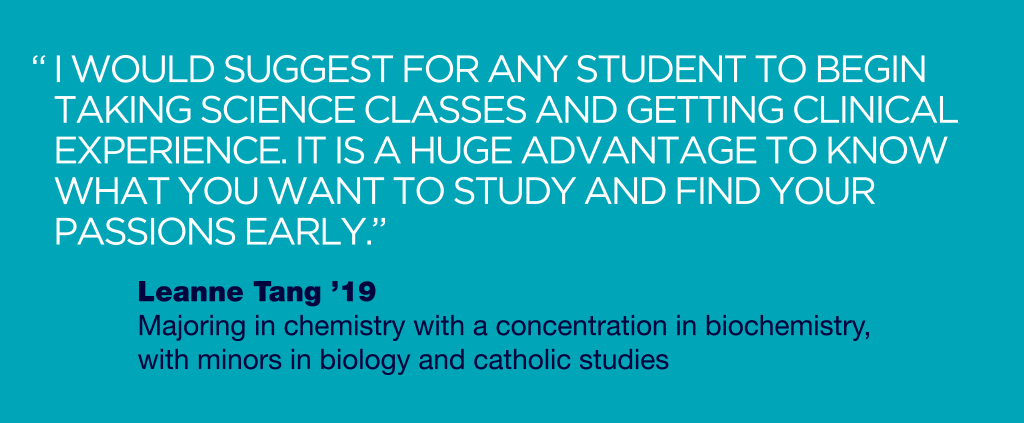 “ I WOULD SUGGEST FOR ANY STUDENT TO BEGIN
TAKING SCIENCE CLASSES AND GETTING CLINICAL
EXPERIENCE. IT IS A HUGE ADVANTAGE TO KNOW
WHAT YOU WANT TO STUDY AND FIND YOUR
PASSIONS EARLY.”
Leanne Tang ’19
Majoring in chemistry with a concentration in biochemistry,
with minors in biology and catholic studies